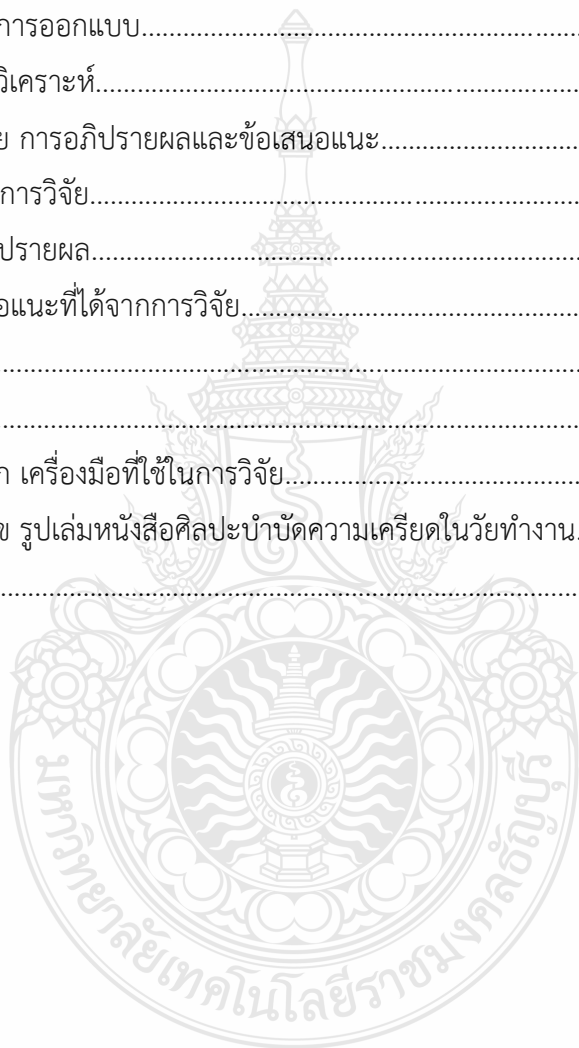 การออกแบบ................................................................
วิเคราะห์................................................................
ย การอภิปรายผลและข้อเสนอแนะ........................................
การวิจัย................................................................
ปรายผล................................................................
อแนะที่ได้จากการวิจัย................................................
................................................................
................................................................
ก เครื่องมือที่ใช้ในการวิจัย................................................
ข รูปเล่มหนังสือศิลปะบำบัดความเครียดในวัยทำงาน.
................................................................
มหาวิทยาลัยเทคโนโลยีราชมงคลธัญบุรี